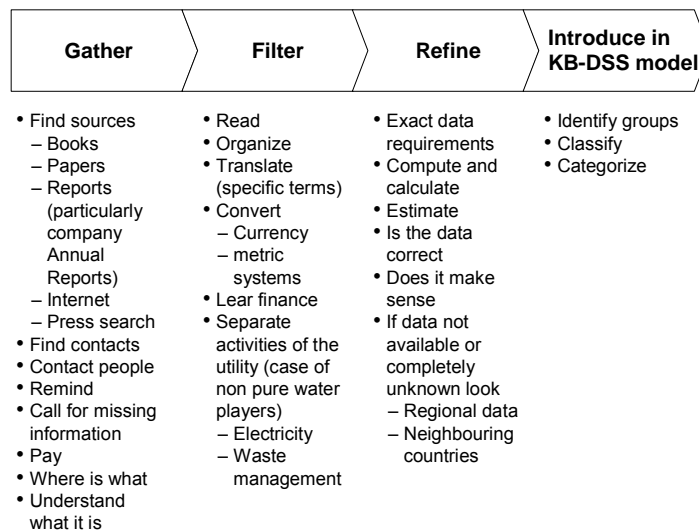 Gather
Filter
Refine
Introduce in
KB-DSS model
• Find sources
– Books
– Papers
– Reports
(particularly
company
Annual
Reports)
– Internet
– Press search
• Find contacts
• Contact people
• Remind
• Call for missing
information
• Pay
• Where is what
• Understand
what it is
• Read
• Organize
• Translate
(specific terms)
• Convert
– Currency
– metric
systems
• Lear finance
• Separate
activities of the
utility (case of
non pure water
players)
– Electricity
– Waste
management
• Exact data
requirements
• Compute and
calculate
• Estimate
• Is the data
correct
• Does it make
sense
• If data not
available or
completely
unknown look
– Regional data
– Neighbouring
countries
• Identify groups
• Classify
• Categorize